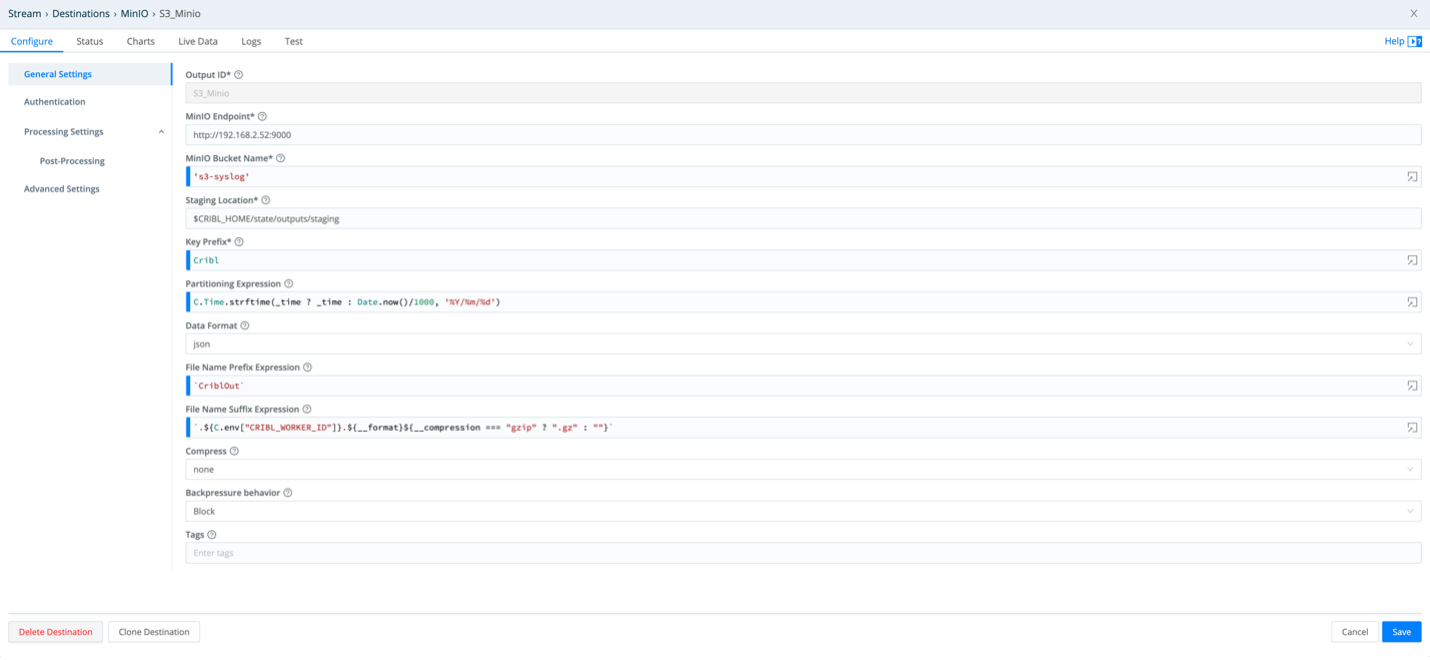 Stream › Destinations › MinIO › S3_Minio
Configure Status Charts Live Data Logs Test Help
General Settings
Authentication
Processing Settings
Post-Processing
Advanced Settings
Output ID*
S3_Minio
MinIO Endpoint*
http://192.168.2.52:9000
MinIO Bucket Name*
's3-syslog'
Staging Location*
$CRIBL_HOME/state/outputs/staging
Key Prefix*
Cribl
Partitioning Expression
C.Time.strftime(_time ? _time : Date.now()/1000, '%Y/%m/%d')
Data Format
json
File Name Prefix Expression
`CriblOut`
File Name Suffix Expression
`.${C.env["CRIBL_WORKER_ID"]}.${__format}${__compression === "gzip" ? ".gz" : ""}`
Compress
none
Backpressure behavior
Block
Tags
Enter tags
Delete Destination Clone Destination Cancel Save